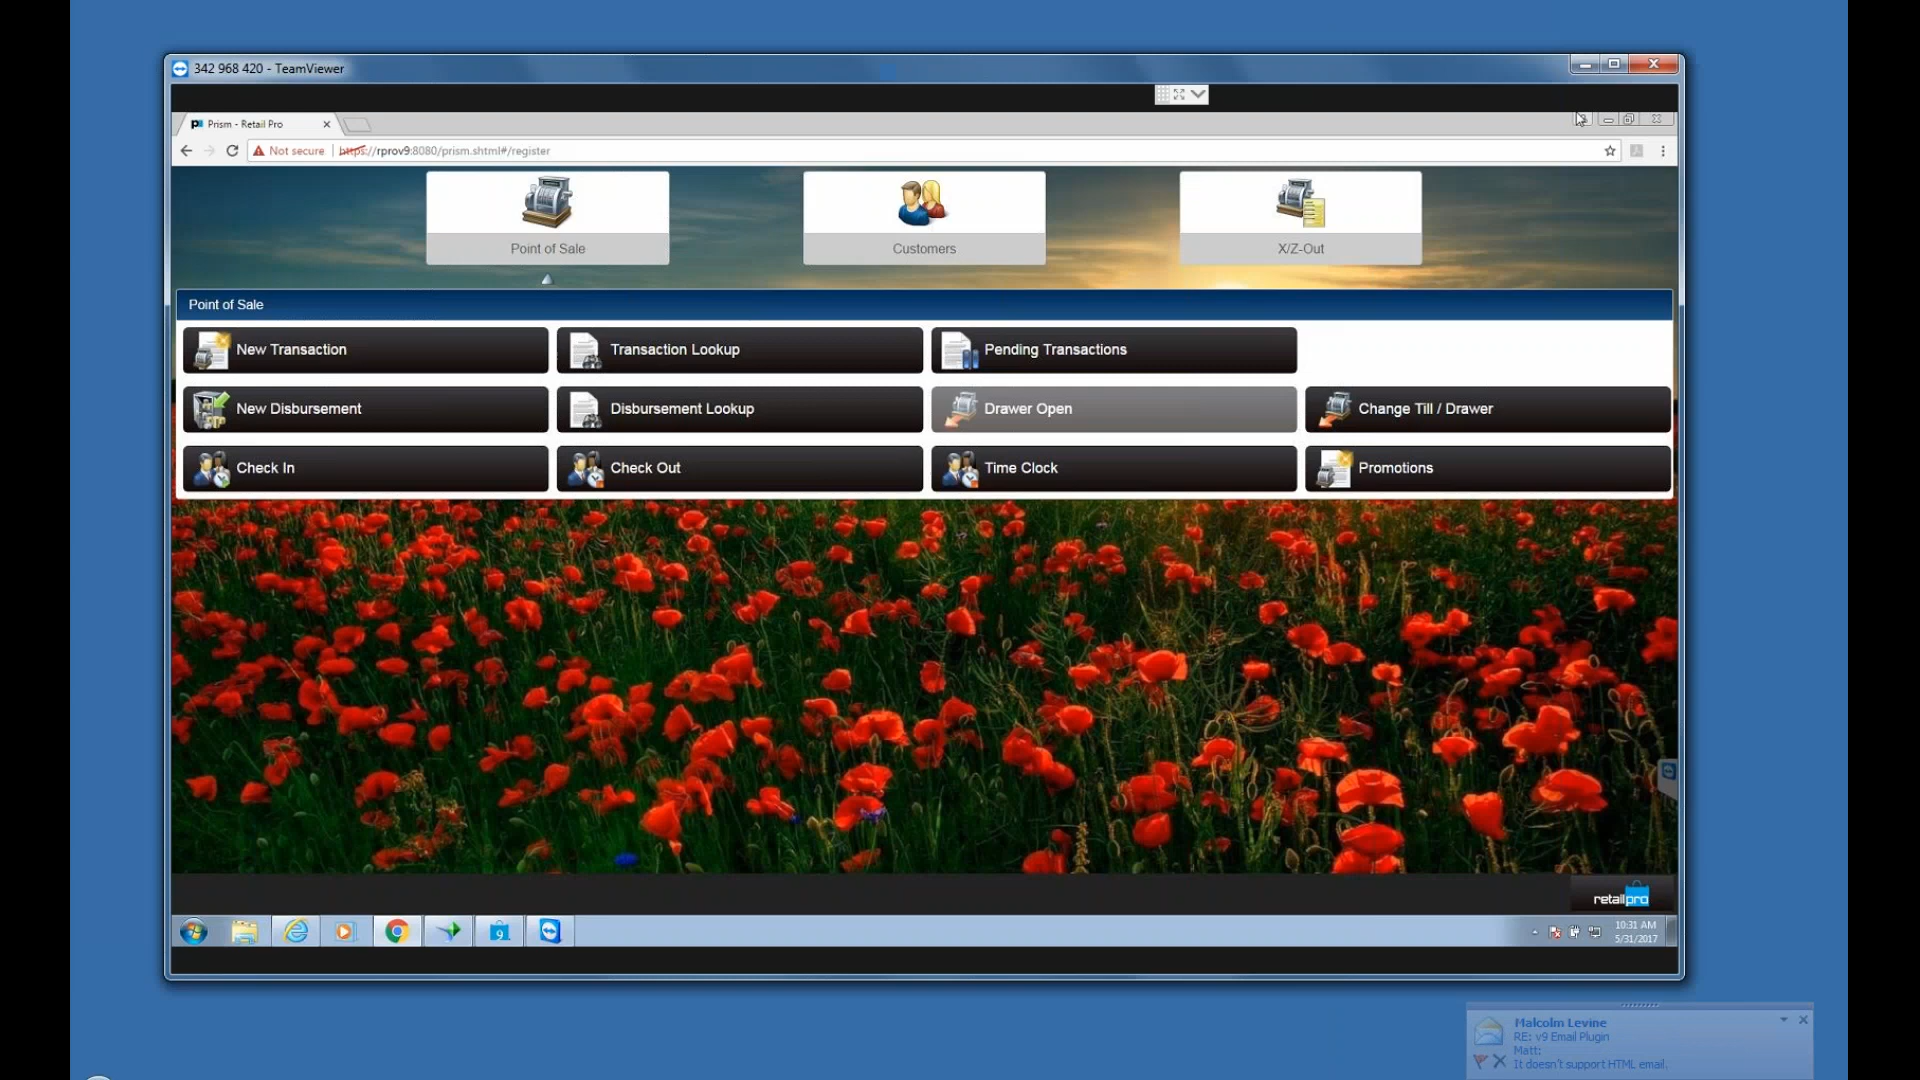 342 968 420 - TeamViewer
Prism - Retail Pro
Not secure https://rprov9:8080/prism.shtml#/register
Point of Sale
Customers
X/Z-Out
Point of Sale
New Transaction
Transaction Lookup
Pending Transactions
New Disbursement
Disbursement Lookup
Drawer Open
Change Till / Drawer
Check In
Check Out
Time Clock
Promotions
retailpro
9
10:31 AM
5/31/2017
Malcolm Levine
RE: v9 Email Plugin
Matt:
It doesn't support HTML email.